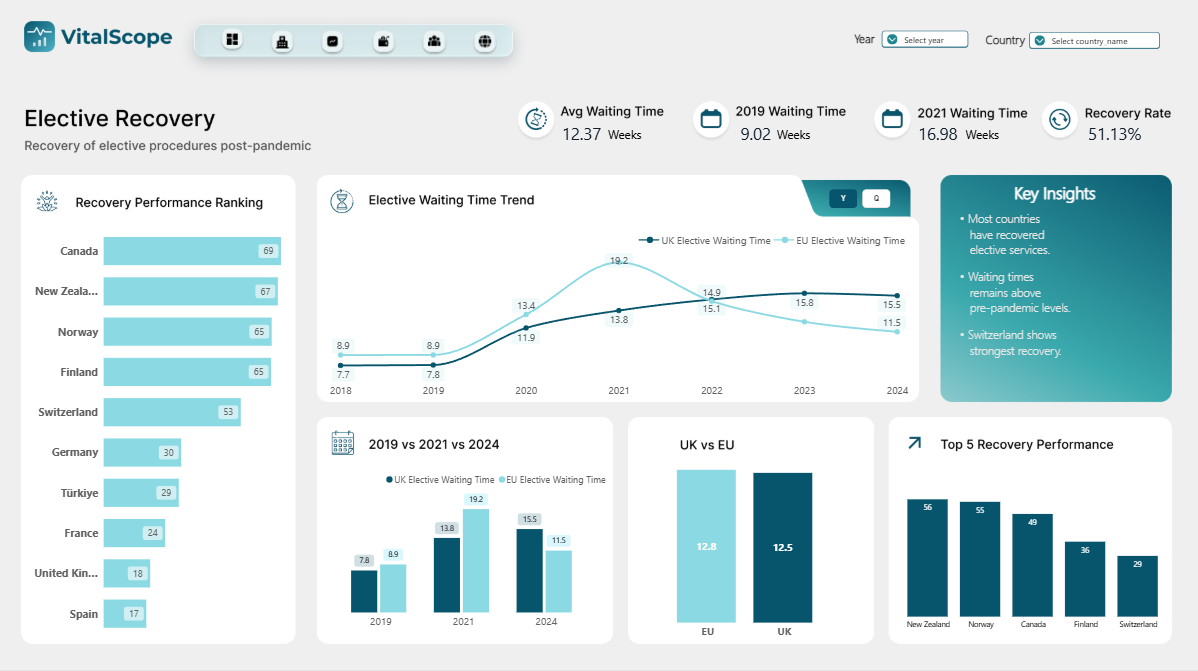 VitalScope
Year
Select year
Country
Select country_name
Elective Recovery
Recovery of elective procedures post-pandemic
Avg Waiting Time
12.37 Weeks
2019 Waiting Time
9.02 Weeks
2021 Waiting Time
16.98 Weeks
Recovery Rate
51.13%
Recovery Performance Ranking
Canada 69
New Zeala... 67
Norway 65
Finland 65
Switzerland 53
Germany 30
Türkiye 29
France 24
United Kin... 18
Spain 17
Elective Waiting Time Trend
Y Q
UK Elective Waiting Time EU Elective Waiting Time
19.2
13.4
14.9
8.9 8.9
15.8
15.5
15.1
13.8
11.9
11.5
7.7 7.8
2018 2019 2020 2021 2022 2023 2024
Key Insights
• Most countries
have recovered
elective services.
• Waiting times
remains above
pre-pandemic levels.
• Switzerland shows
strongest recovery.
2019 vs 2021 vs 2024
UK Elective Waiting Time EU Elective Waiting Time
7.8 8.9 13.8 19.2 15.5 11.5
2019 2021 2024
UK vs EU
12.8 12.5
EU UK
Top 5 Recovery Performance
56 55 49 36 29
New Zealand Norway Canada Finland Switzerland